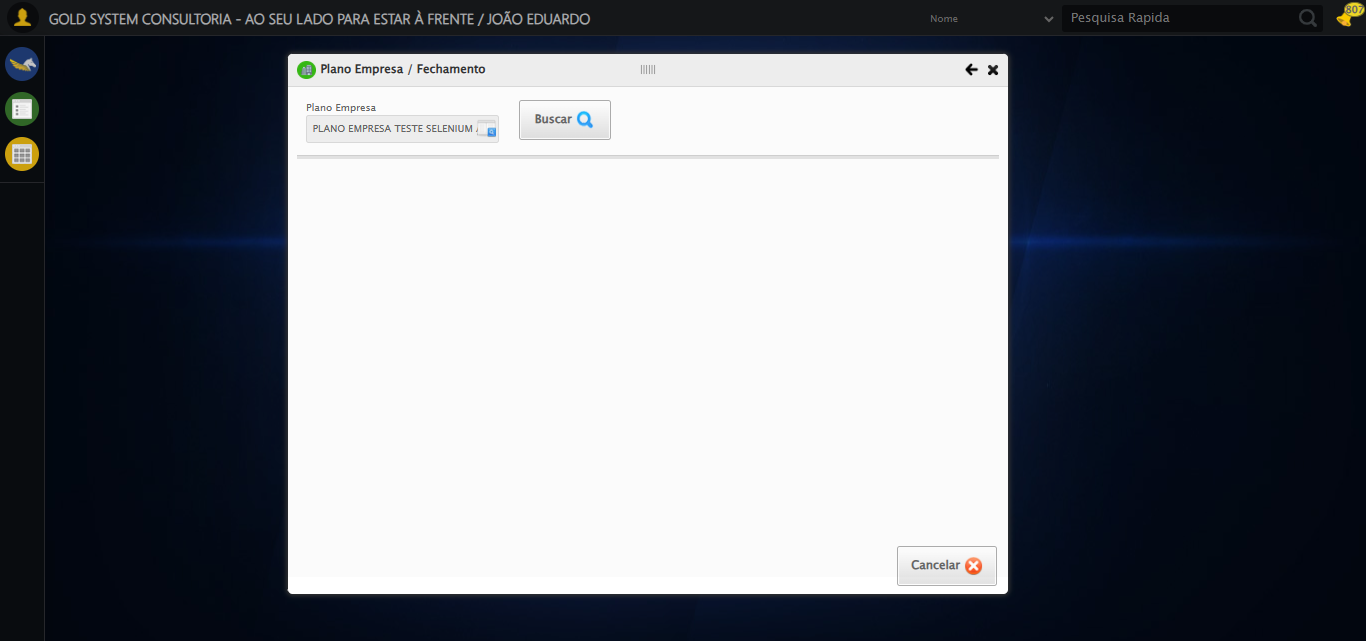 GOLD SYSTEM CONSULTORIA - AO SEU LADO PARA ESTAR À FRENTE / JOÃO EDUARDO
Nome
Pesquisa Rapida
807
Plano Empresa / Fechamento
Plano Empresa
PLANO EMPRESA TESTE SELENIUM
Buscar
Cancelar